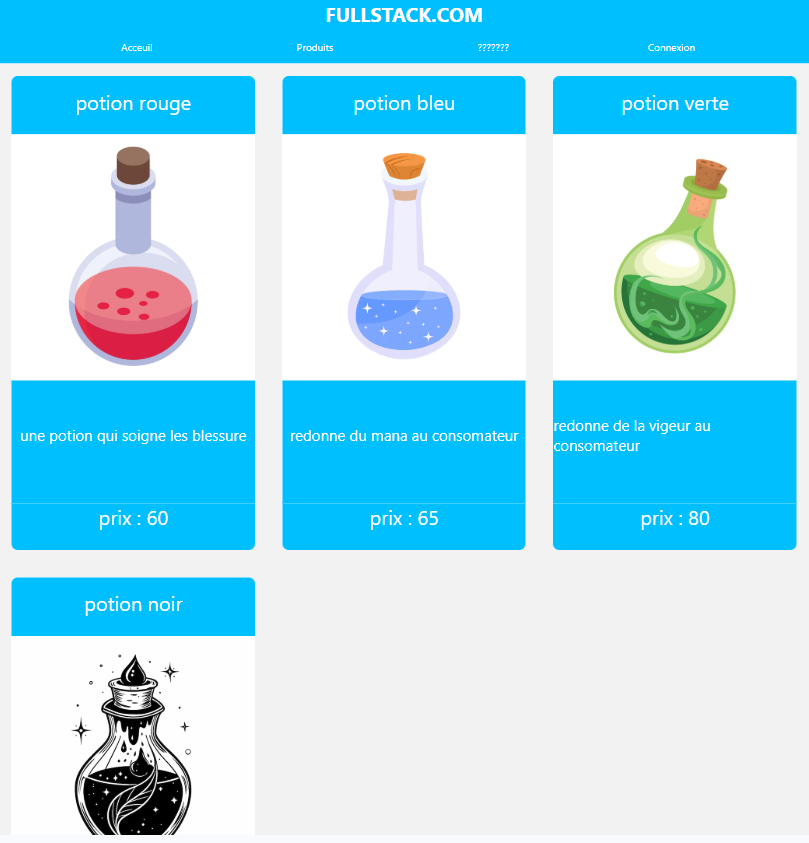 FULLSTACK.COM
Acceuil Produits ??????? Connexion
potion rouge
potion bleu
potion verte
une potion qui soigne les blessure
redonne du mana au consomateur
redonne de la vigeur au
consomateur
prix : 60
prix : 65
prix : 80
potion noir